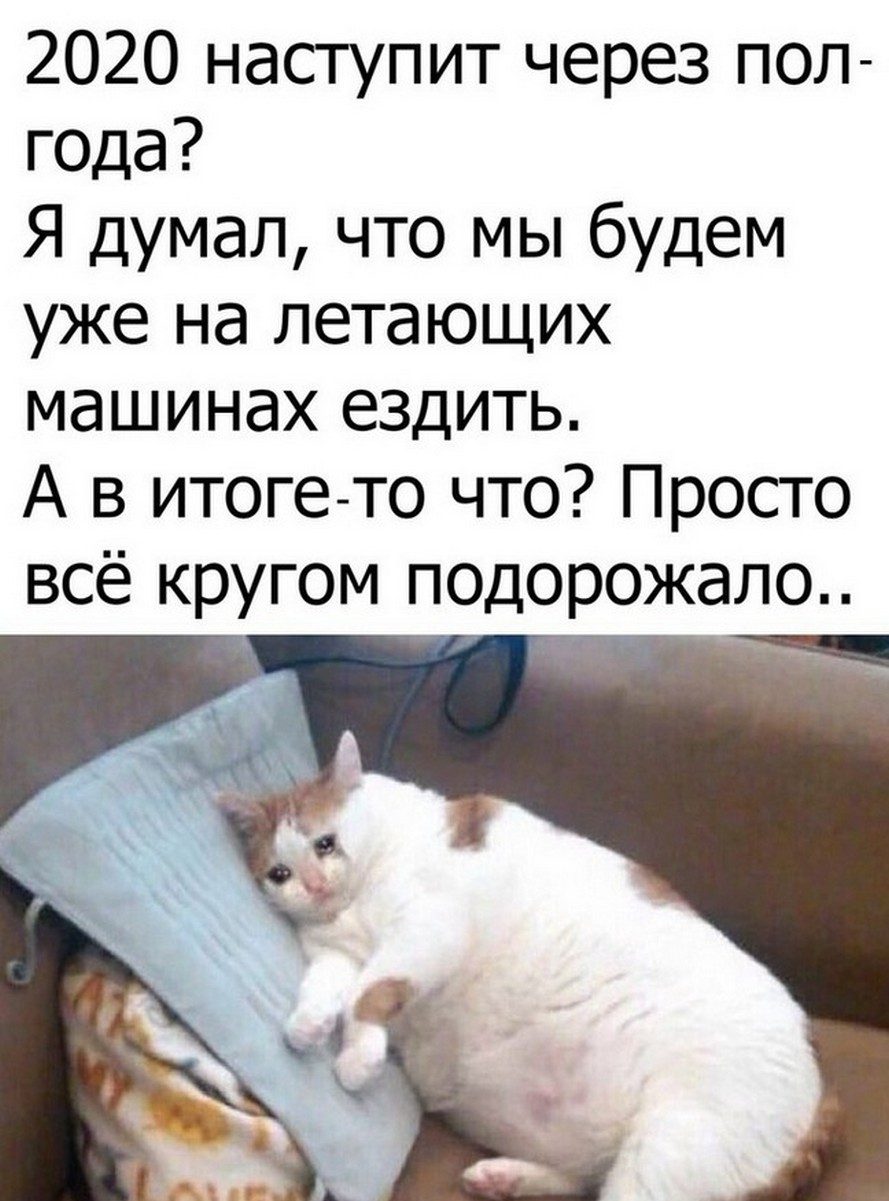 2020 наступит через пол-
года?
Я думал, что мы будем
уже на летающих
машинах ездить.
А в итоге-то что? Просто
всё кругом подорожало..
LOVE